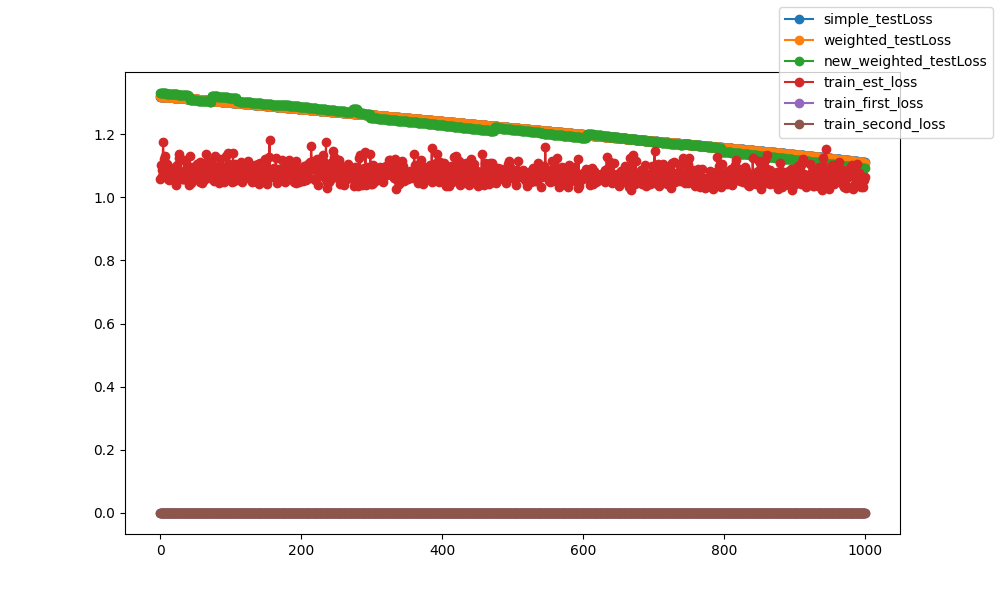 simple_testLoss
weighted_testLoss
new_weighted_testLoss
train_est_loss
train_first_loss
train_second_loss
1.2
1.0
0.8
0.6
0.4
0.2
0.0
0 200 400 600 800 1000